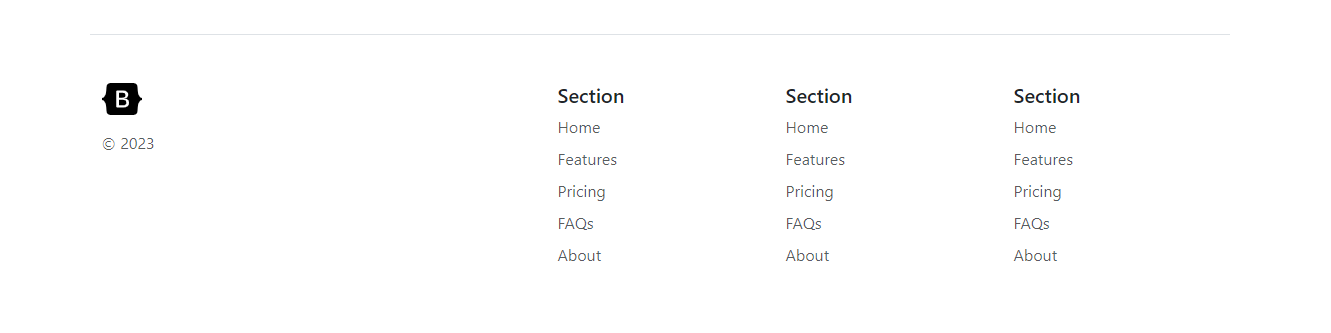 B
© 2023
Section
Home
Features
Pricing
FAQs
About
Section
Home
Features
Pricing
FAQs
About
Section
Home
Features
Pricing
FAQs
About